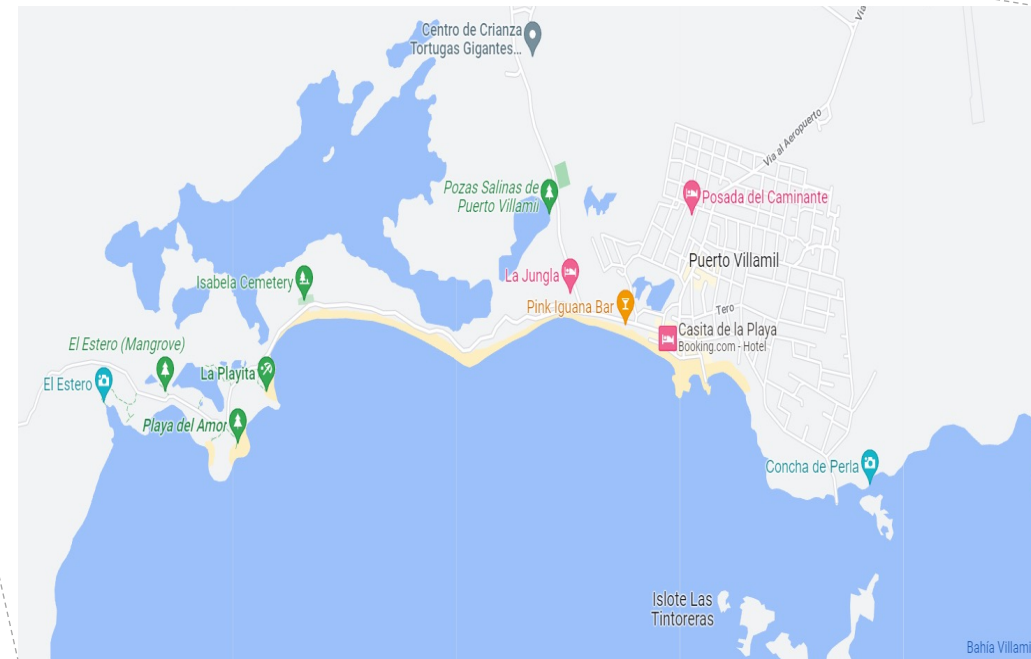 Centro de Crianza
Tortugas Gigantes...
Vía
Vía al Aeropuerto
Pozas Salinas de
Puerto Villamil
Posada del Caminante
Puerto Villamil
La Jungla
Isabela Cemetery
Pink Iguana Bar
Tero
Casita de la Playa
Booking.com - Hotel
El Estero (Mangrove)
La Playita
El Estero
Playa del Amor
Concha de Perla
Islote Las
Tintoreras
Bahía Villami